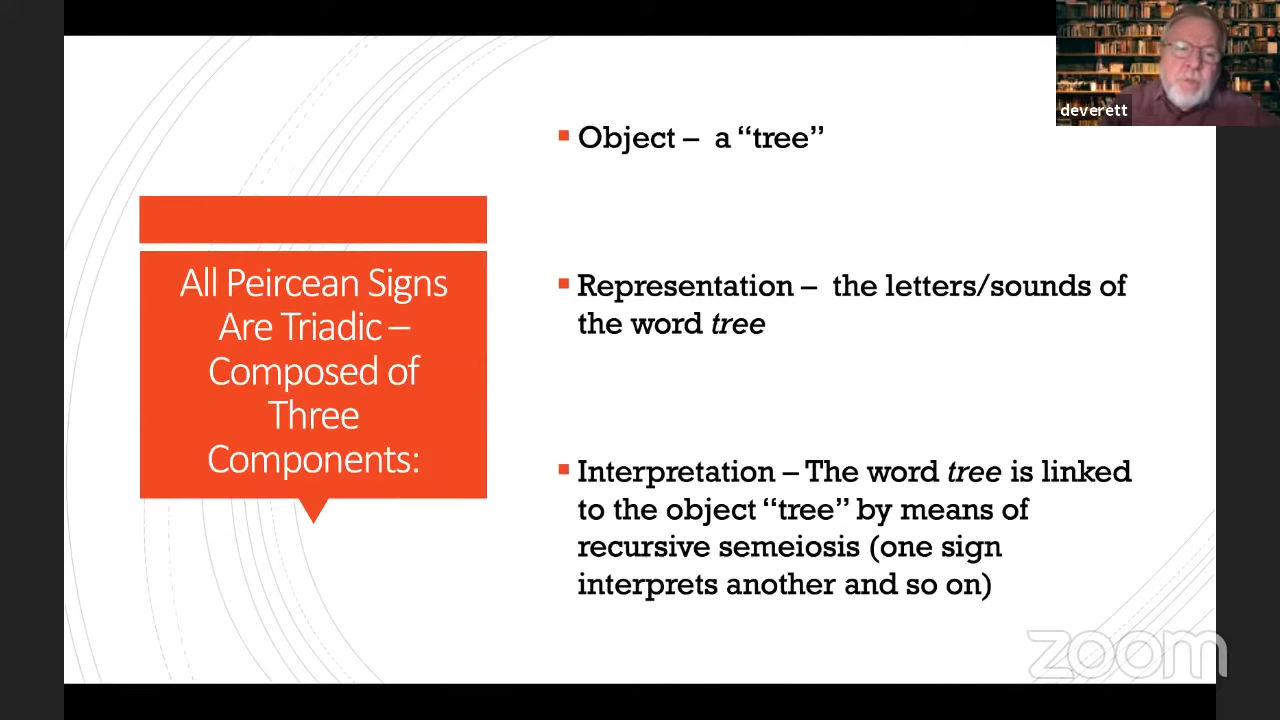 deverett
All Peircean Signs
Are Triadic –
Composed of
Three
Components:
▪ Object – a “tree”
▪ Representation – the letters/sounds of
the word tree
▪ Interpretation – The word tree is linked
to the object “tree” by means of
recursive semeiosis (one sign
interprets another and so on)
zoom